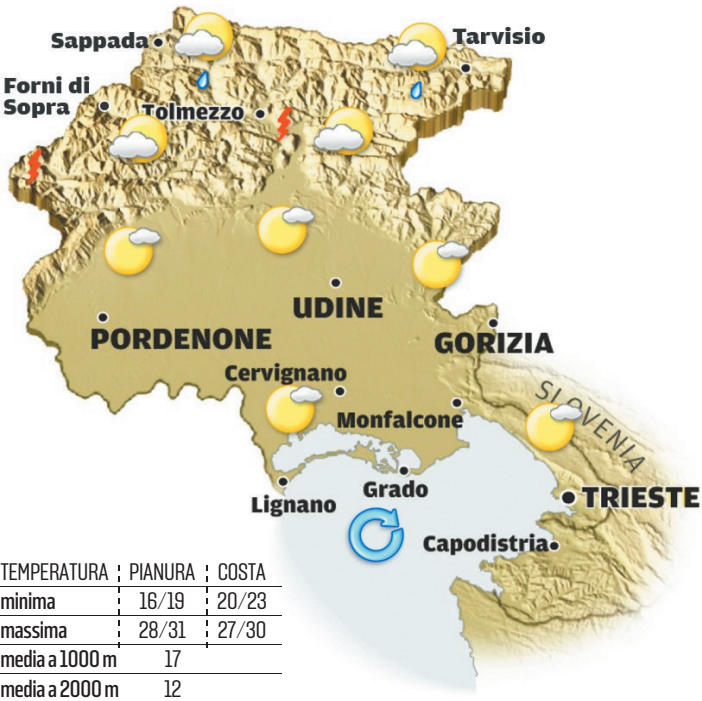 Sappada
Tarvisio
Forni di
Sopra
Tolmezzo
UDINE
PORDENONE
GORIZIA
Cervignano
SLOVENIA
Monfalcone
Lignano
Grado
TRIESTE
Capodistria
TEMPERATURA PIANURA COSTA
minima 16/19 20/23
massima 28/31 27/30
media a 1000 m 17
media a 2000 m 12